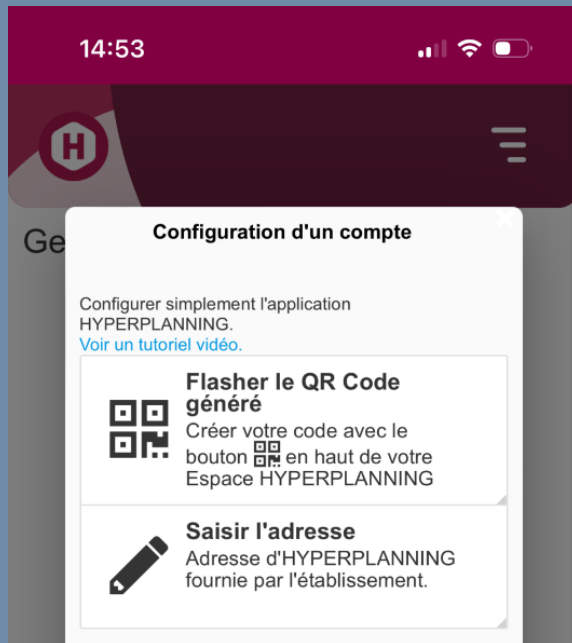 14:53
H
Ge
Configuration d'un compte
Configurer simplement l'application
HYPERPLANNING.
Voir un tutoriel vidéo.
Flasher le QR Code
généré
Créer votre code avec le
bouton en haut de votre
Espace HYPERPLANNING
Saisir l'adresse
Adresse d'HYPERPLANNING
fournie par l'établissement.